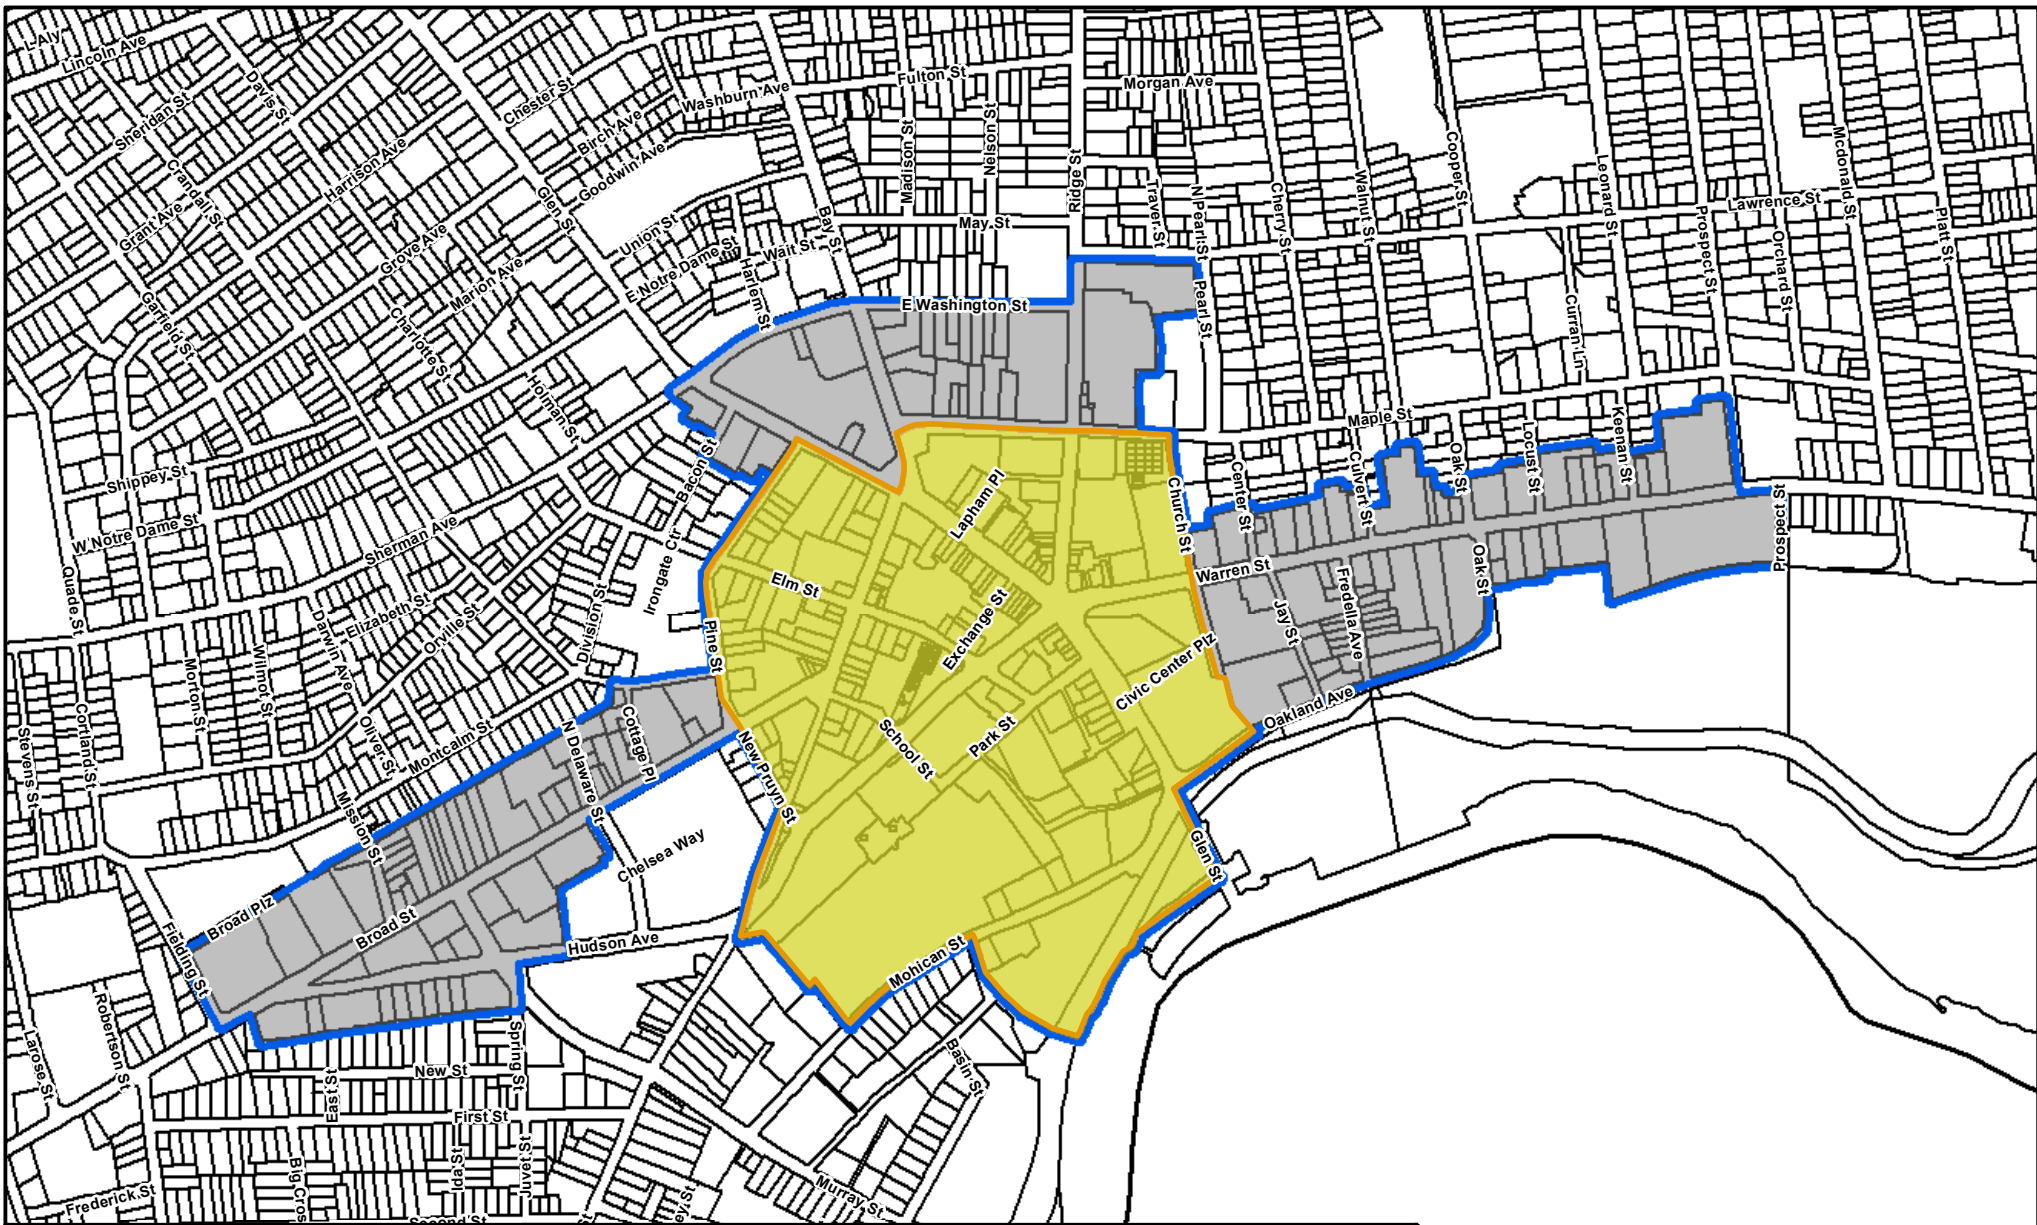 L Aly
Lincoln Ave
Davis St
Sheridan St
Chester St
Washburn Ave
Fulton St
Morgan Ave
Birch Ave
Goodwin Ave
Harrison Ave
Crandall St
Grant Ave
Glen St
Madison St
Nelson St
Ridge St
Traver St
N Pearl St
Cherry St
Walnut St
Cooper St
Leonard St
Mcdonald St
Lawrence St
Prospect St
Orchard St
Platt St
May St
Bay St
Union St
Wait St
E Notre Dame St
Harlem St
Grove Ave
Marion Ave
Garfield St
Charlotte St
E Washington St
Pearl St
Curran Ln
Holman St
Maple St
Keenan St
Locust St
Oak St
Culvert St
Center St
Bacon St
Shippey St
Lapham Pl
Church St
W Notre Dame St
Sherman Ave
Irongate Ctr
Prospect St
Quade St
Elm St
Warren St
Oak St
Fredella Ave
Jay St
Elizabeth St
Darwin Ave
Orville St
Division St
Pine St
Exchange St
Civic Center Plz
Wilmot St
Morton St
Cottage Pl
Oakland Ave
Cortland St
Stevens St
Oliver St
Montcalm St
N Delaware St
New Pruyn St
School St
Park St
Mission St
Chelsea Way
Glen St
Broad Plz
Broad St
Hudson Ave
Mohican St
Fielding St
Robertson St
Larose St
New St
East St
Spring St
Basin St
First St
Ida St
Juvet St
Big Cros
Frederick St
Murray St
ey St
St
Second St